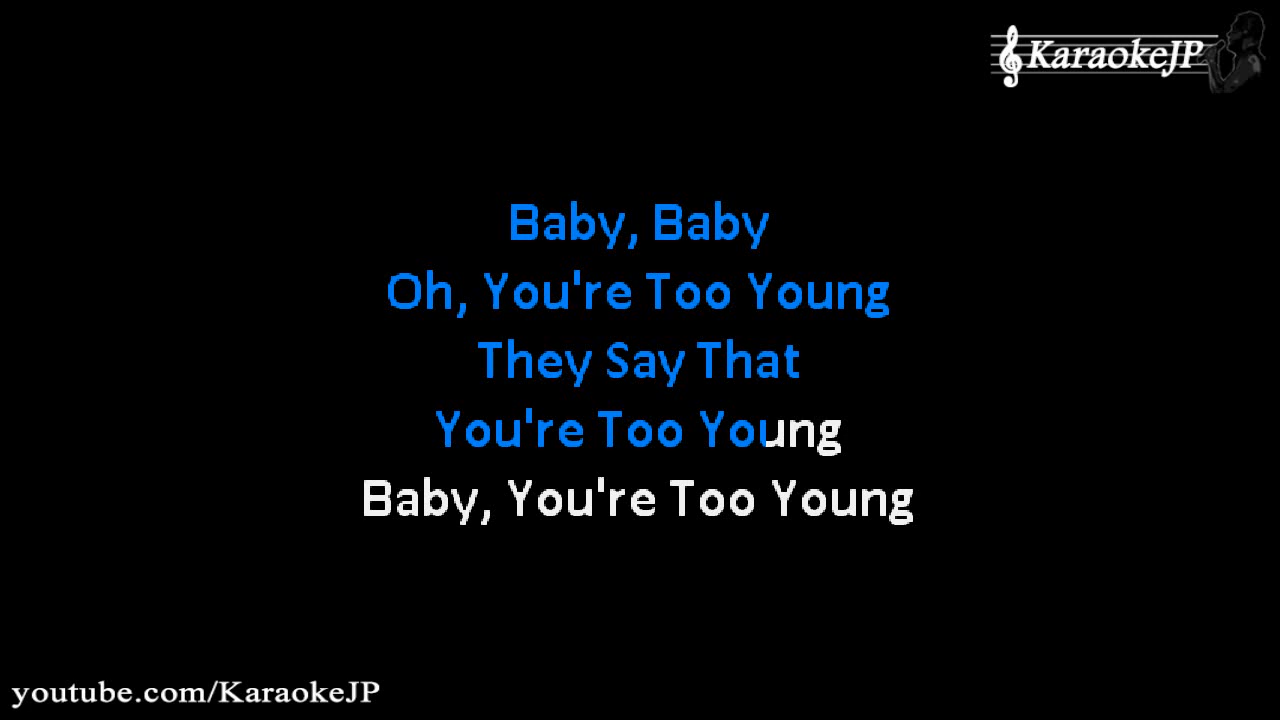 KaraokeJP
Baby, Baby
Oh, You're Too Young
They Say That
You're Too Young
Baby, You're Too Young
youtube.com/KaraokeJP